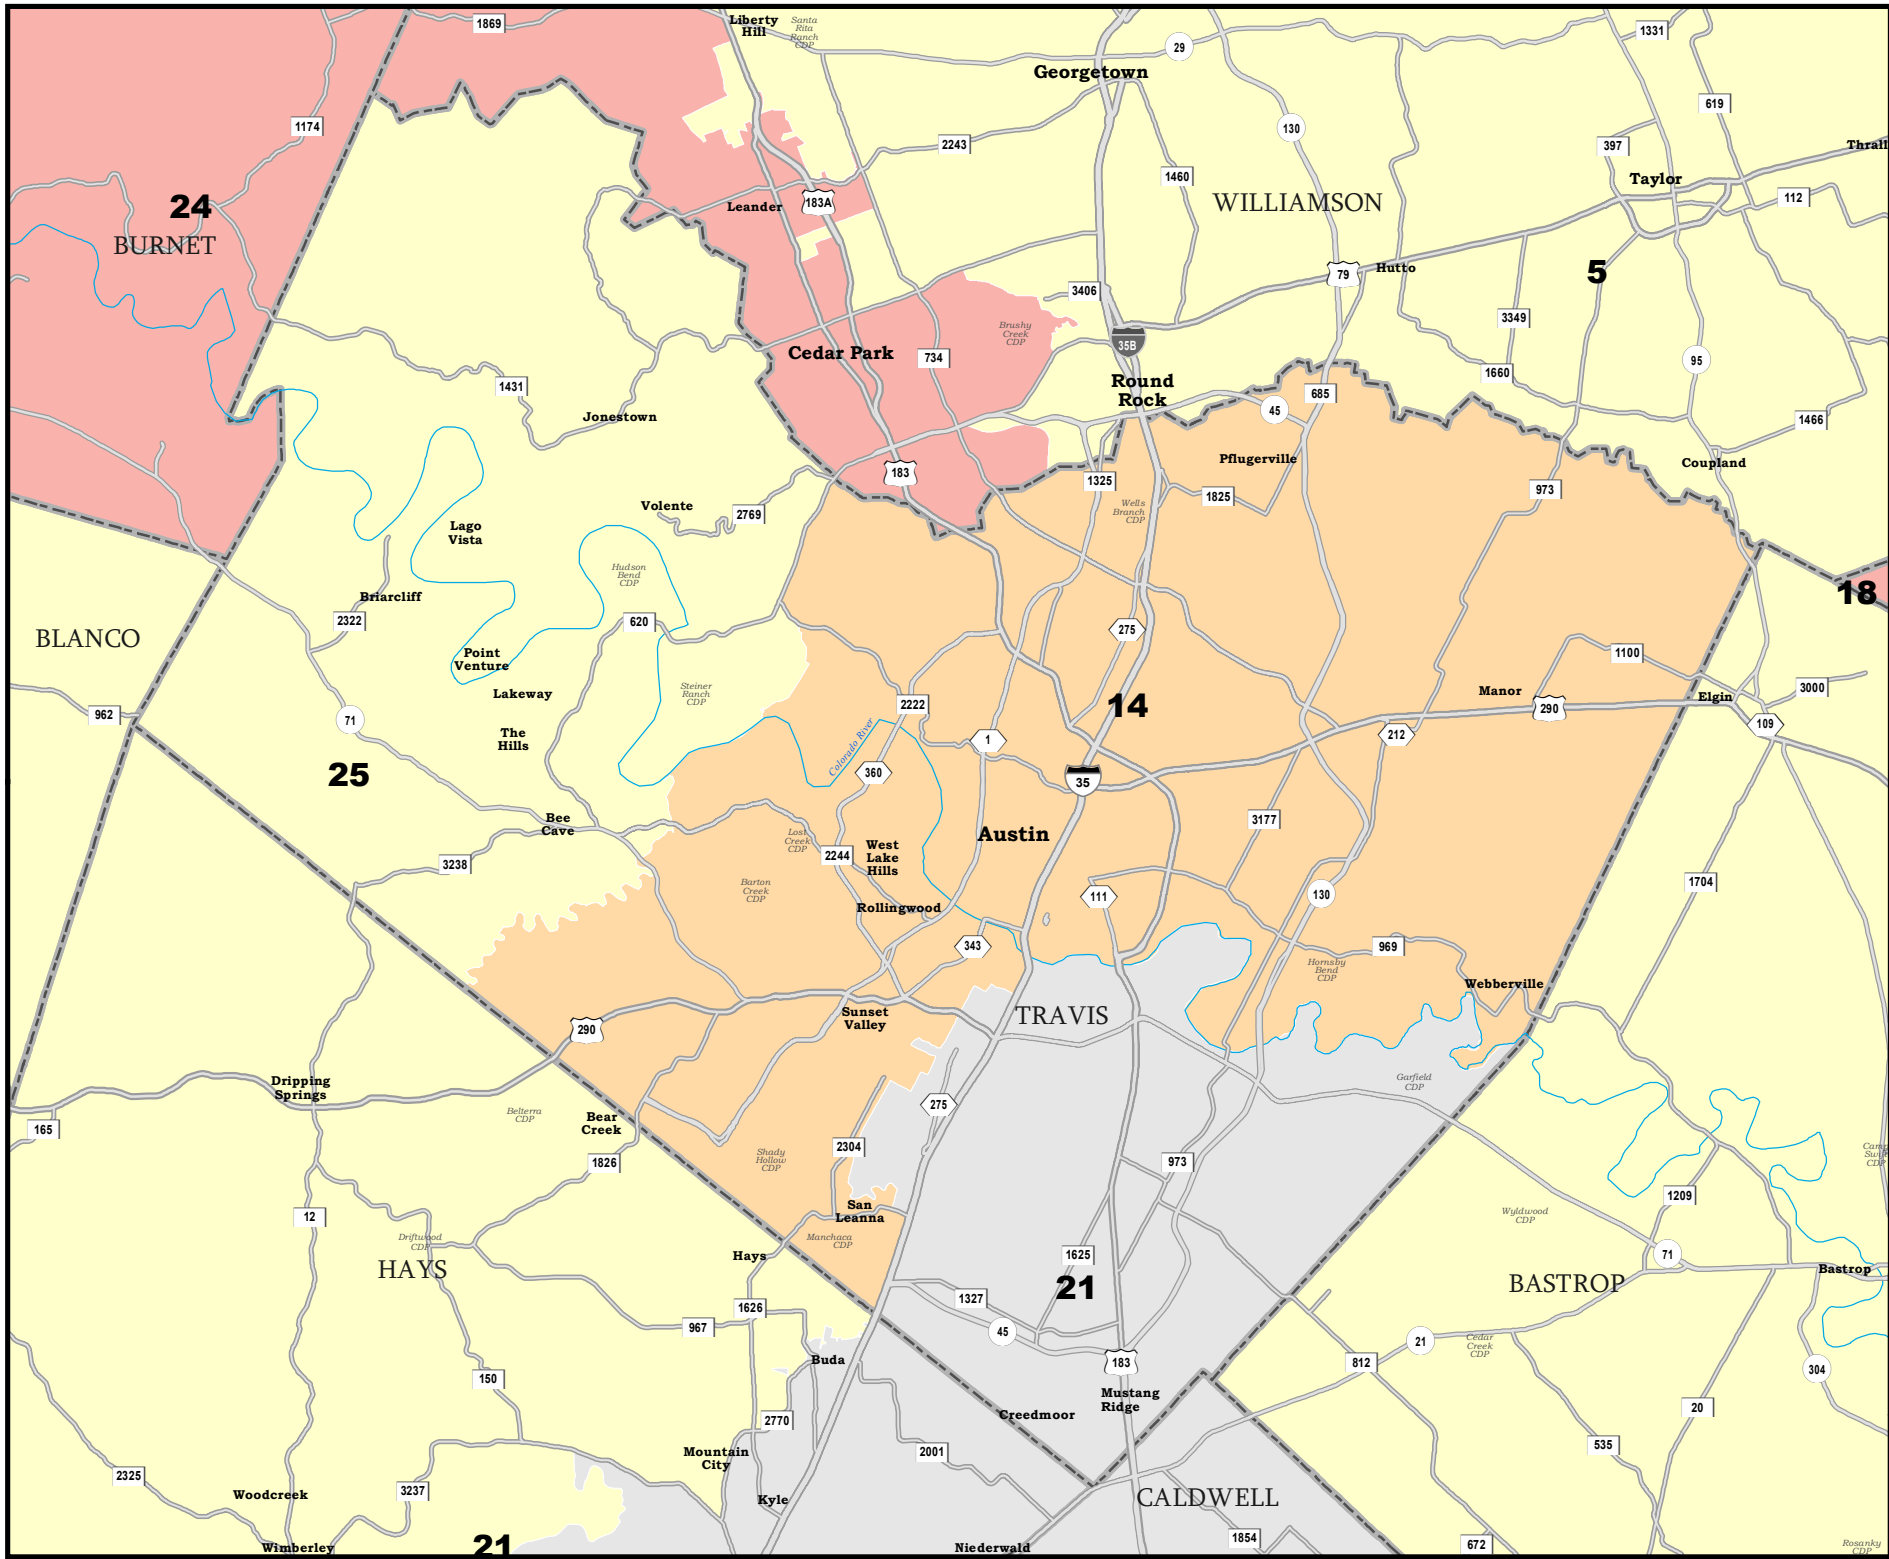 1869
Liberty
Hill
Santa
Rita
Ranch
CDP
29
1331
Georgetown
619
1174
130
2243
397
Thrall
1460
Taylor
112
24
183A
Leander
WILLIAMSON
BURNET
79
Hutto
5
3406
3349
Brushy
Creek
CDP
35B
Cedar Park
734
95
1660
1431
Round
Rock
685
45
Jonestown
1466
Pflugerville
Coupland
183
1325
1825
973
Wells
Branch
CDP
Volente
2769
Lago
Vista
Hudson
Bend
CDP
18
Briarcliff
2322
620
275
BLANCO
1100
Point
Venture
Steiner
Ranch
CDP
Lakeway
3000
Manor
Elgin
962
71
2222
14
290
109
The
Hills
1
212
Colorado River
25
360
35
Bee
Cave
3177
Lost
Creek
CDP
Austin
West
Lake
Hills
2244
3238
Barton
Creek
CDP
1704
111
130
Rollingwood
343
969
Hornsby
Bend
CDP
Webberville
Sunset
Valley
TRAVIS
290
Dripping
Springs
Garfield
CDP
275
Belterra
CDP
Bear
Creek
165
2304
Shady
Hollow
CDP
1826
973
Camp
Swift
CDP
1209
San
Leanna
12
Wyldwood
CDP
Driftwood
CDP
Manchaca
CDP
Hays
1625
71
HAYS
Bastrop
21
BASTROP
1327
1626
967
45
21
Cedar
Creek
CDP
Buda
183
812
304
150
Mustang
Ridge
2770
Creedmoor
20
Mountain
City
2001
535
2325
3237
Woodcreek
Kyle
CALDWELL
21
Wimberley
Niederwald
1854
672
Rosanky
CDP